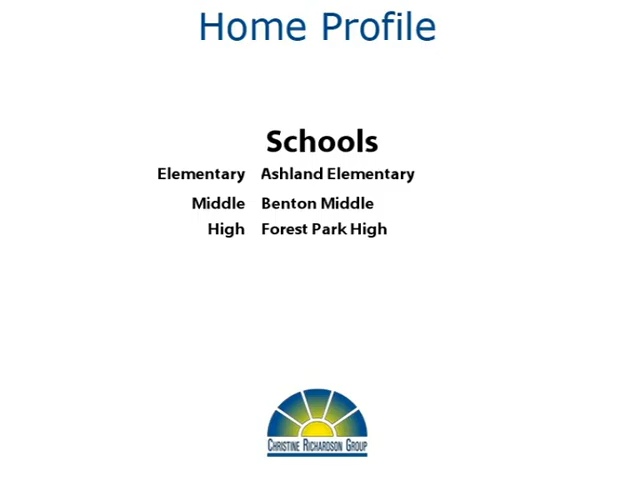 Home Profile
Schools
Elementary Ashland Elementary
Middle Benton Middle
High Forest Park High
CHRISTINE RICHARDSON GROUP